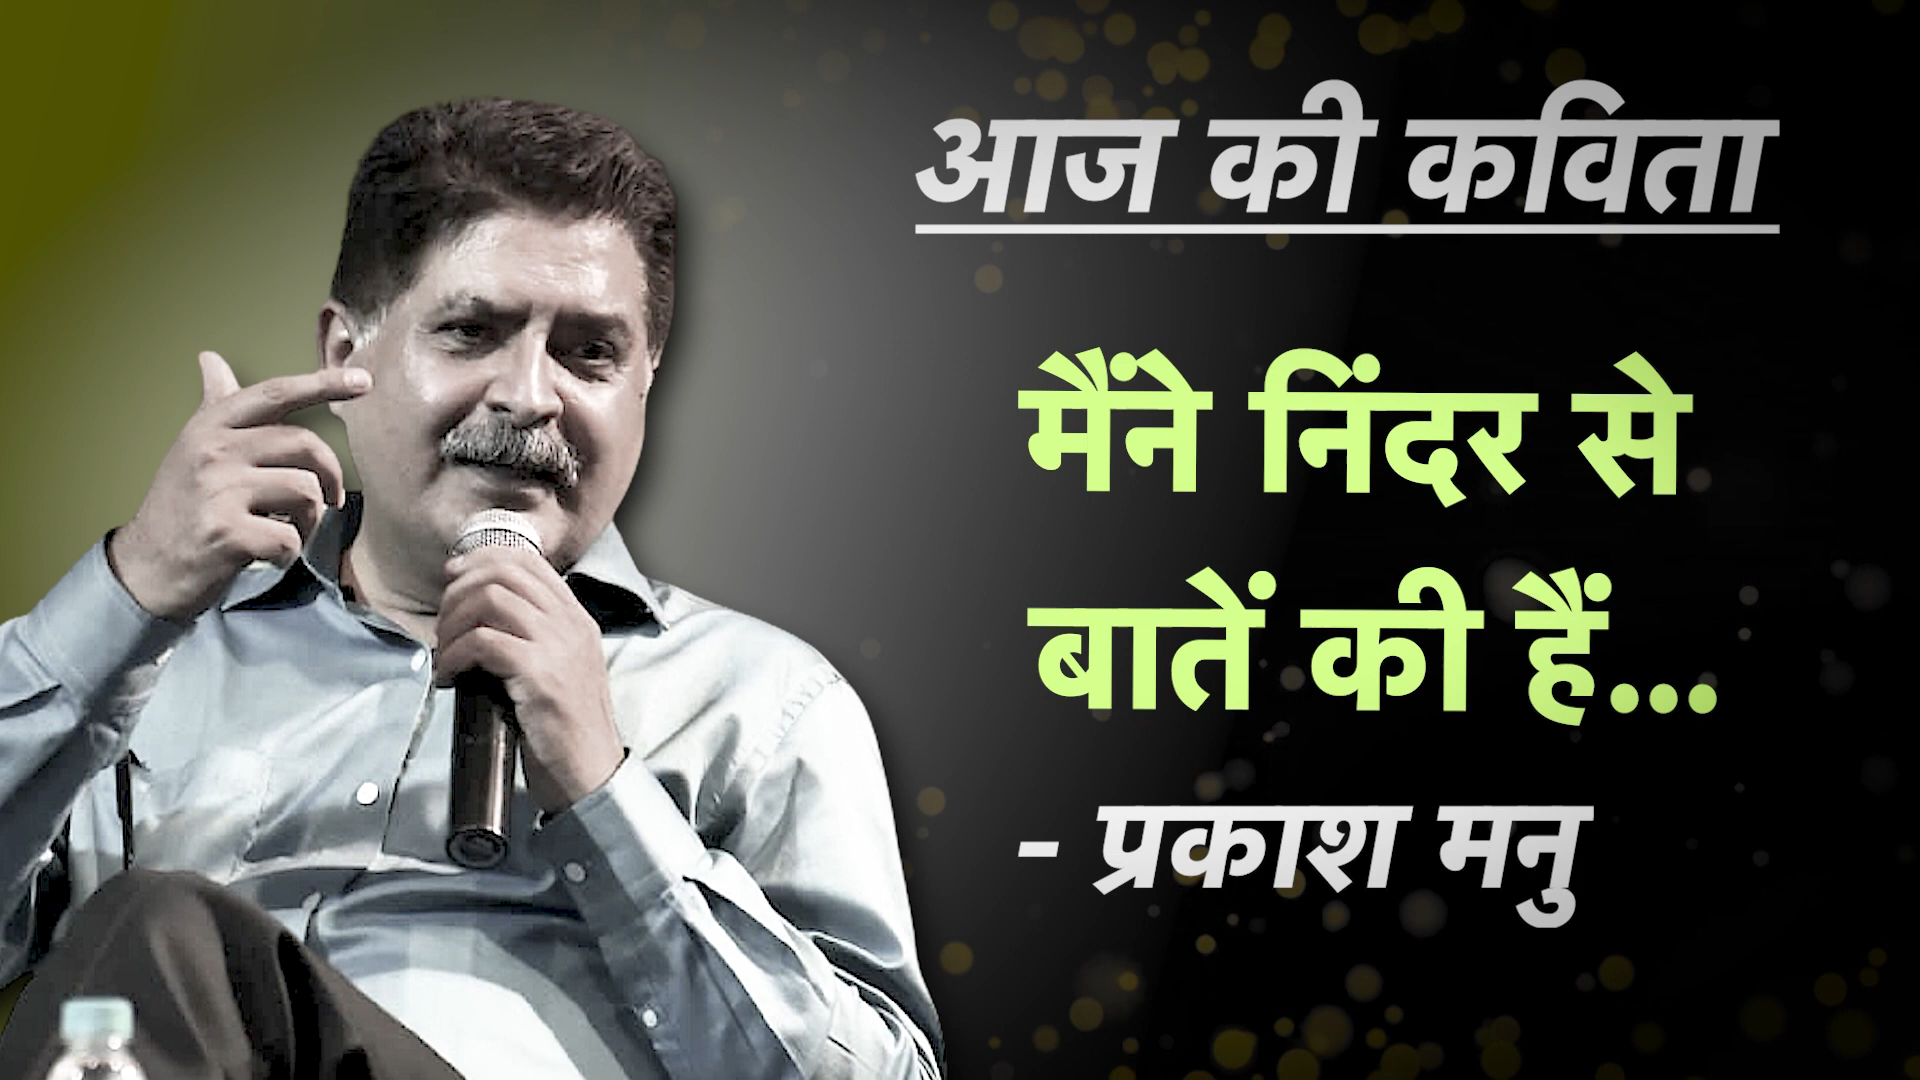 आज की कविता
मैंने निंदर से
बातें की हैं...
- प्रकाश मनु